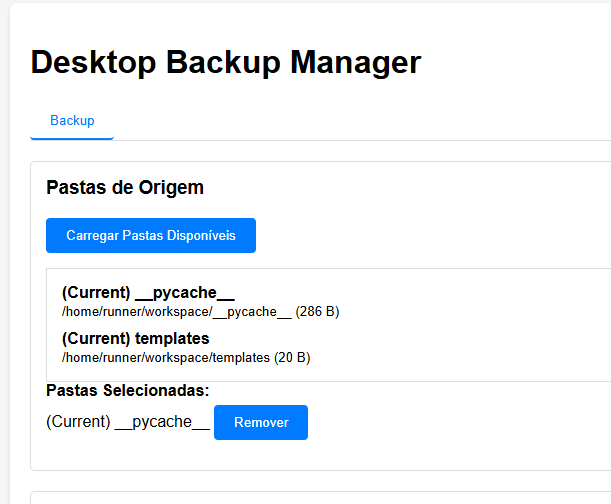 Desktop Backup Manager
Backup
Pastas de Origem
Carregar Pastas Disponíveis
(Current) __pycache__
/home/runner/workspace/__pycache__ (286 B)
(Current) templates
/home/runner/workspace/templates (20 B)
Pastas Selecionadas:
(Current) __pycache__ Remover